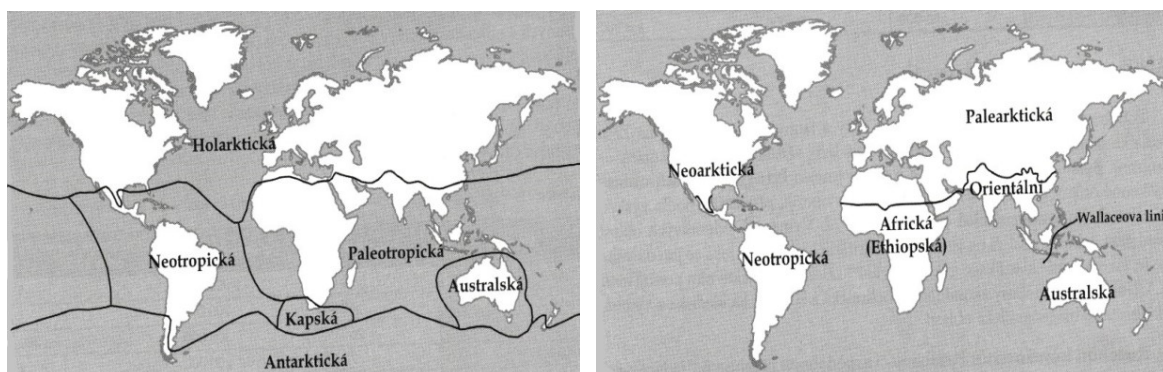 Holarktická
Neotropická
Paleotropická
Australská
Kapská
Antarktická
Palearktická
Neoarktická
Orientální
Wallaceova lini
Africká
(Ethiopská)
Neotropická
Australská